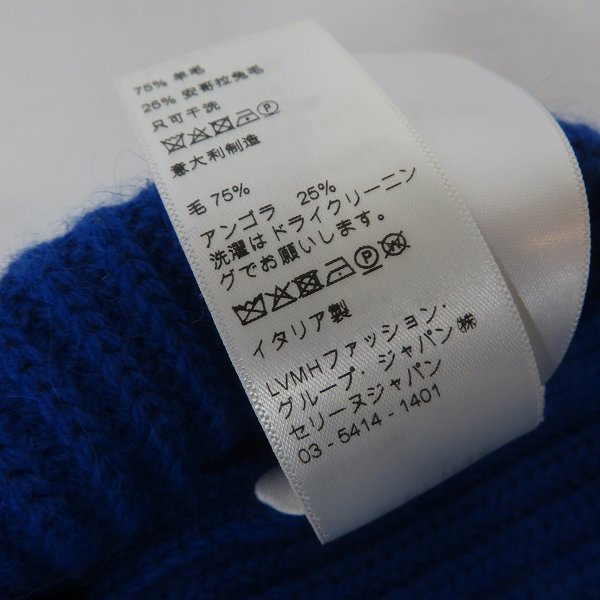 75% 羊毛
25% 安哥拉兔毛
只可干洗
意大利制造
毛 75%
アンゴラ 25%
洗濯はドライクリーニン
グでお願いします。
イタリア製
LVMHファッション・
グループ・ジャパン㈱
セリーヌジャパン
03 - 5414 - 1401